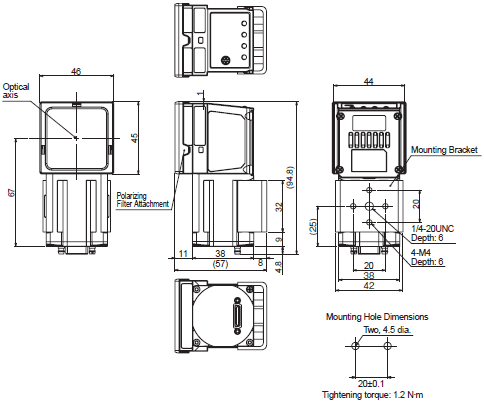 46
Optical
axis
45
67
1
Polarizing
Filter Attachment
(94.8)
32
9
4.8
11
38
8
(57)
44
Mounting Bracket
20
(25)
1/4-20UNC
Depth: 6
4-M4
Depth: 6
20
38
42
Mounting Hole Dimensions
Two, 4.5 dia.
20±0.1
Tightening torque: 1.2 N·m